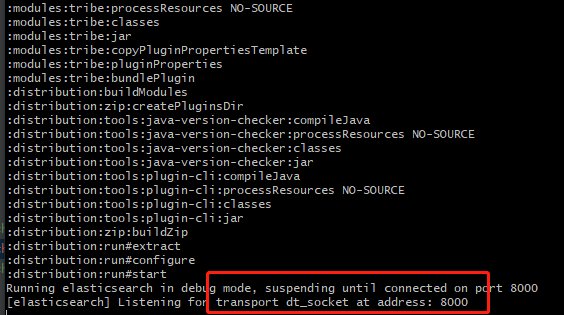 :modules:tribe:processResources NO-SOURCE
:modules:tribe:classes
:modules:tribe:jar
:modules:tribe:copyPluginPropertiesTemplate
:modules:tribe:pluginProperties
:modules:tribe:bundlePlugin
:distribution:buildModules
:distribution:zip:createPluginsDir
:distribution:tools:java-version-checker:compileJava
:distribution:tools:java-version-checker:processResources NO-SOURCE
:distribution:tools:java-version-checker:classes
:distribution:tools:java-version-checker:jar
:distribution:tools:plugin-cli:compileJava
:distribution:tools:plugin-cli:processResources NO-SOURCE
:distribution:tools:plugin-cli:classes
:distribution:tools:plugin-cli:jar
:distribution:zip:buildZip
:distribution:run#extract
:distribution:run#configure
:distribution:run#start
Running elasticsearch in debug mode, suspending until connected on port 8000
[elasticsearch] Listening for transport dt_socket at address: 8000